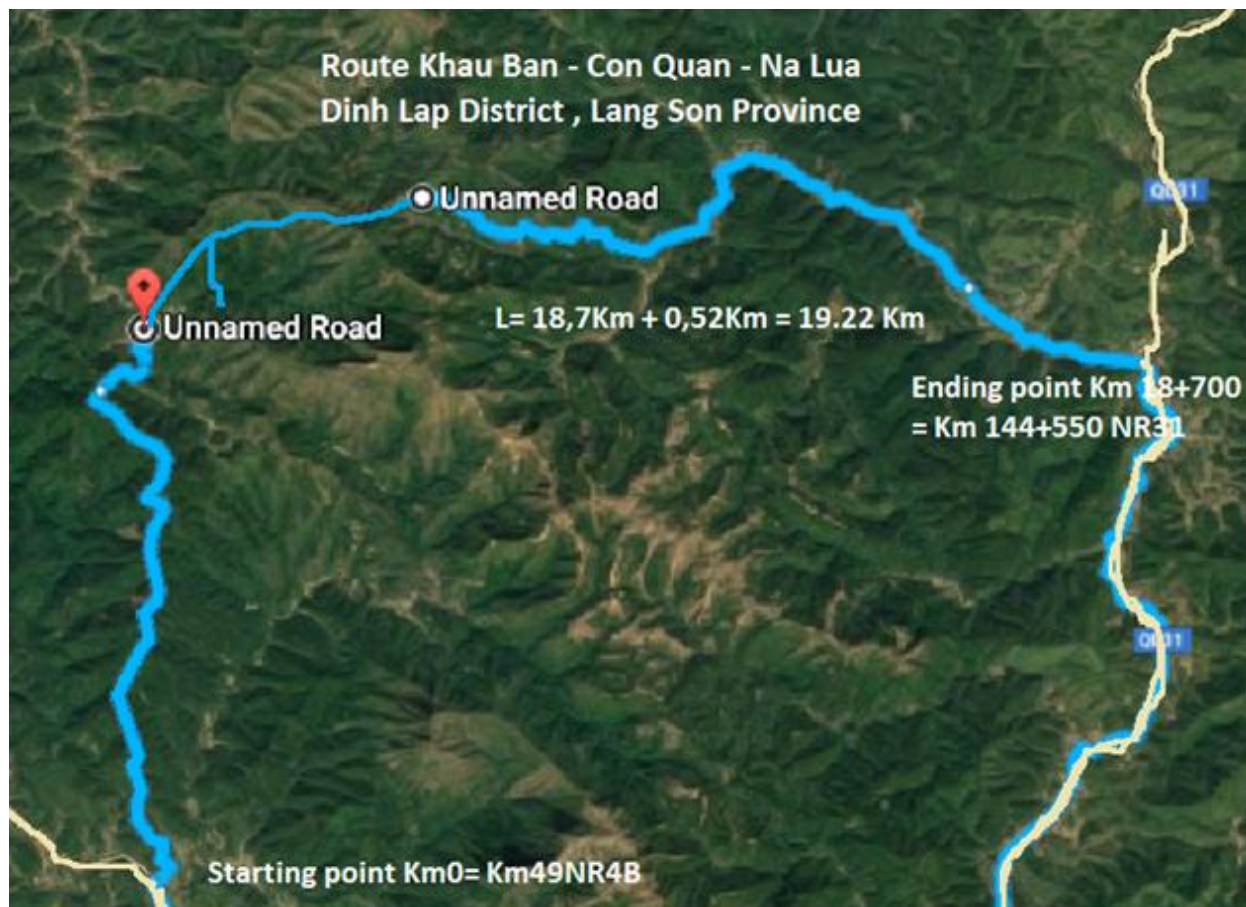 Route Khau Ban - Con Quan - Na Lua
Dinh Lap District , Lang Son Province
QL31
Unnamed Road
Unnamed Road
L= 18,7Km + 0,52Km = 19.22 Km
Ending point Km 18+700
= Km 144+550 NR31
QL31
Starting point Km0= Km49NR4B